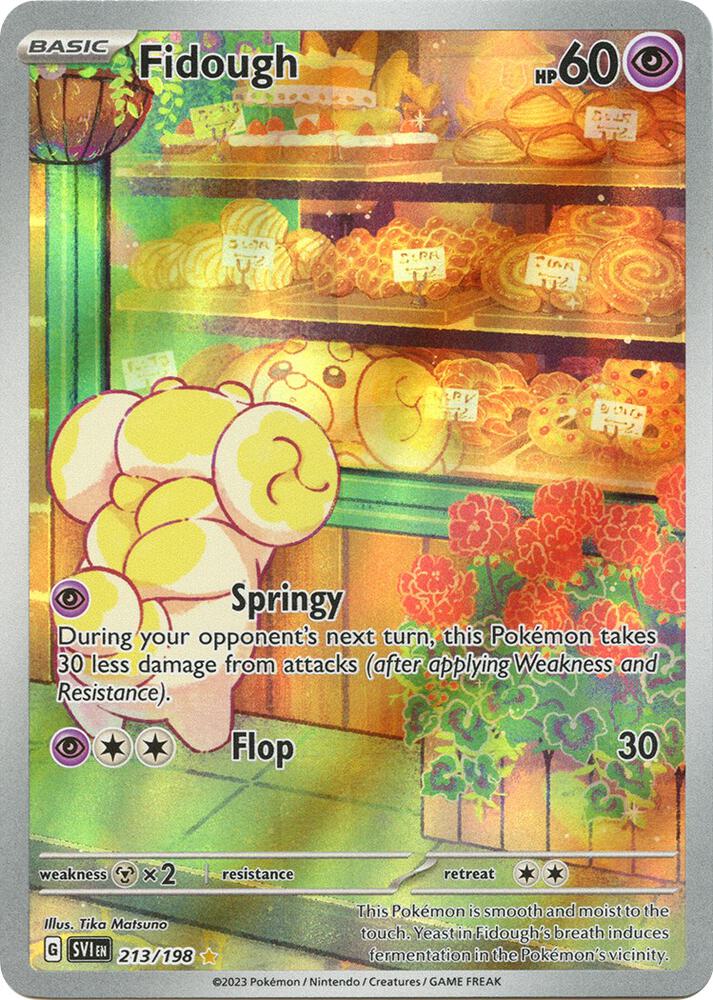 BASIC
Fidough
HP 60
Springy
During your opponent's next turn, this Pokémon takes
30 less damage from attacks (after applying Weakness and
Resistance).
Flop 30
weakness ×2 resistance retreat
Illus. Tika Matsuno
G SVI EN 213/198
This Pokémon is smooth and moist to the
touch. Yeast in Fidough's breath induces
fermentation in the Pokémon's vicinity.
©2023 Pokémon / Nintendo / Creatures / GAME FREAK